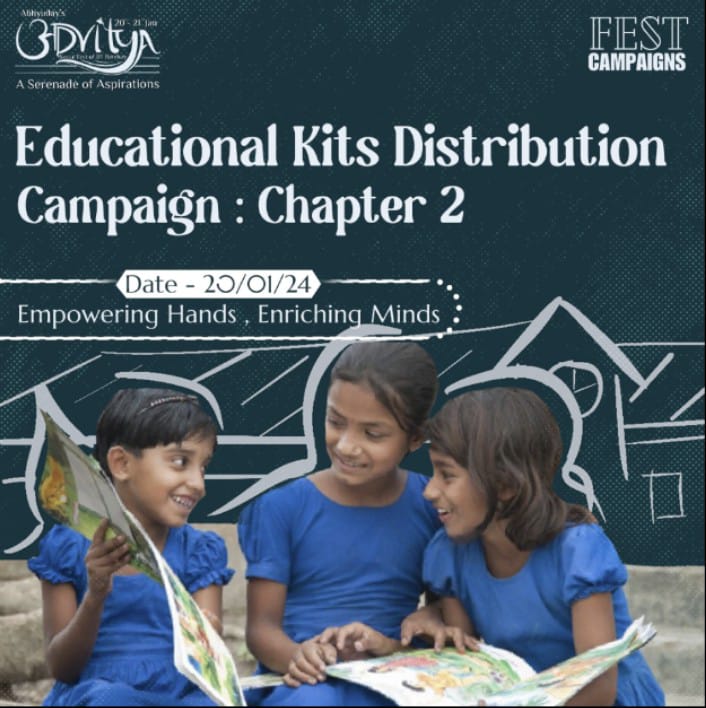 Abhyuday's
20 - 21 Jan
अDvitya
A Serenade of Aspirations
FEST
CAMPAIGNS
Educational Kits Distribution
Campaign : Chapter 2
Date - 20/01/24
Empowering Hands , Enriching Minds